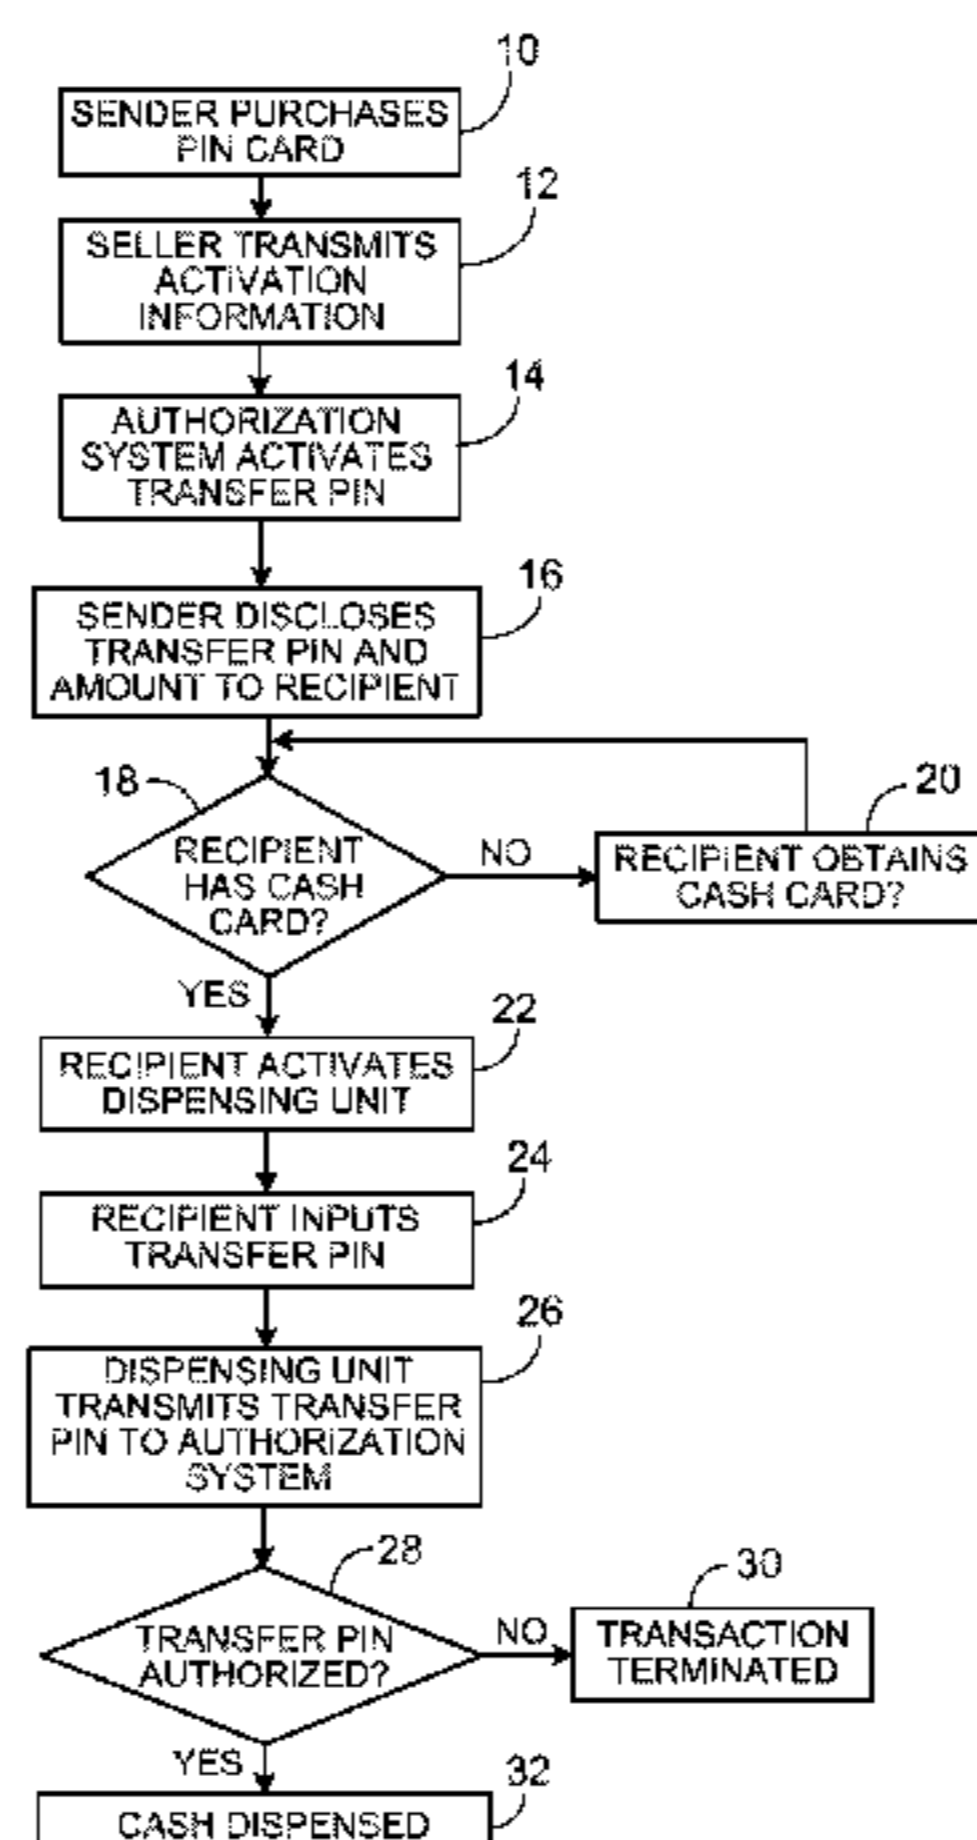 10
SENDER PURCHASES
PIN CARD
12
SELLER TRANSMITS
ACTIVATION
INFORMATION
14
AUTHORIZATION
SYSTEM ACTIVATES
TRANSFER PIN
16
SENDER DISCLOSES
TRANSFER PIN AND
AMOUNT TO RECIPIENT
18
RECIPIENT
HAS CASH
CARD?
NO
20
RECIPIENT OBTAINS
CASH CARD?
YES
22
RECIPIENT ACTIVATES
DISPENSING UNIT
24
RECIPIENT INPUTS
TRANSFER PIN
26
DISPENSING UNIT
TRANSMITS TRANSFER
PIN TO AUTHORIZATION
SYSTEM
28
TRANSFER PIN
AUTHORIZED?
NO
30
TRANSACTION
TERMINATED
YES
32
CASH DISPENSED